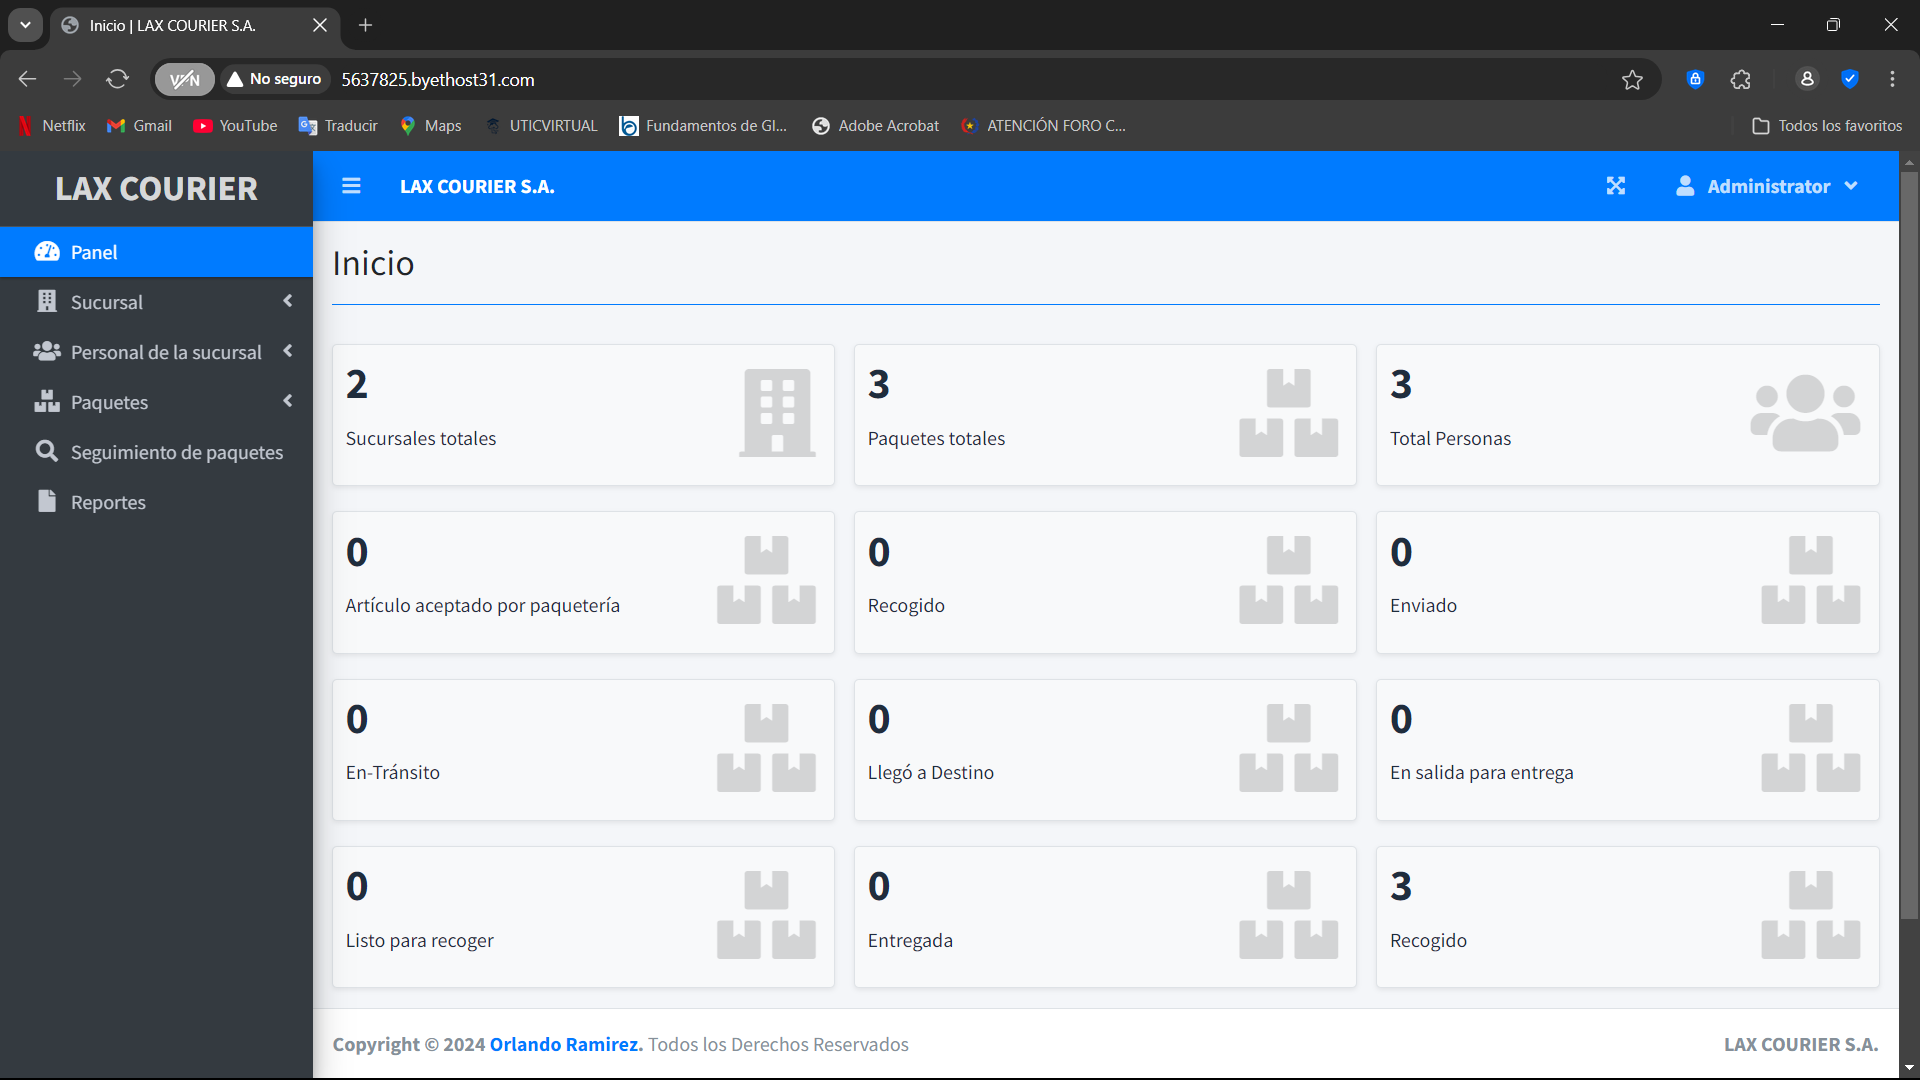 Inicio | LAX COURIER S.A.
VPN
No seguro
5637825.byethost31.com
Netflix
Gmail
YouTube
Traducir
Maps
UTICVIRTUAL
Fundamentos de GI...
Adobe Acrobat
ATENCIÓN FORO C...
Todos los favoritos
LAX COURIER
LAX COURIER S.A.
Administrator
Panel
Sucursal
Personal de la sucursal
Paquetes
Seguimiento de paquetes
Reportes
Inicio
2
Sucursales totales
3
Paquetes totales
3
Total Personas
0
Artículo aceptado por paquetería
0
Recogido
0
Enviado
0
En-Tránsito
0
Llegó a Destino
0
En salida para entrega
0
Listo para recoger
0
Entregada
3
Recogido
Copyright © 2024 Orlando Ramirez. Todos los Derechos Reservados
LAX COURIER S.A.